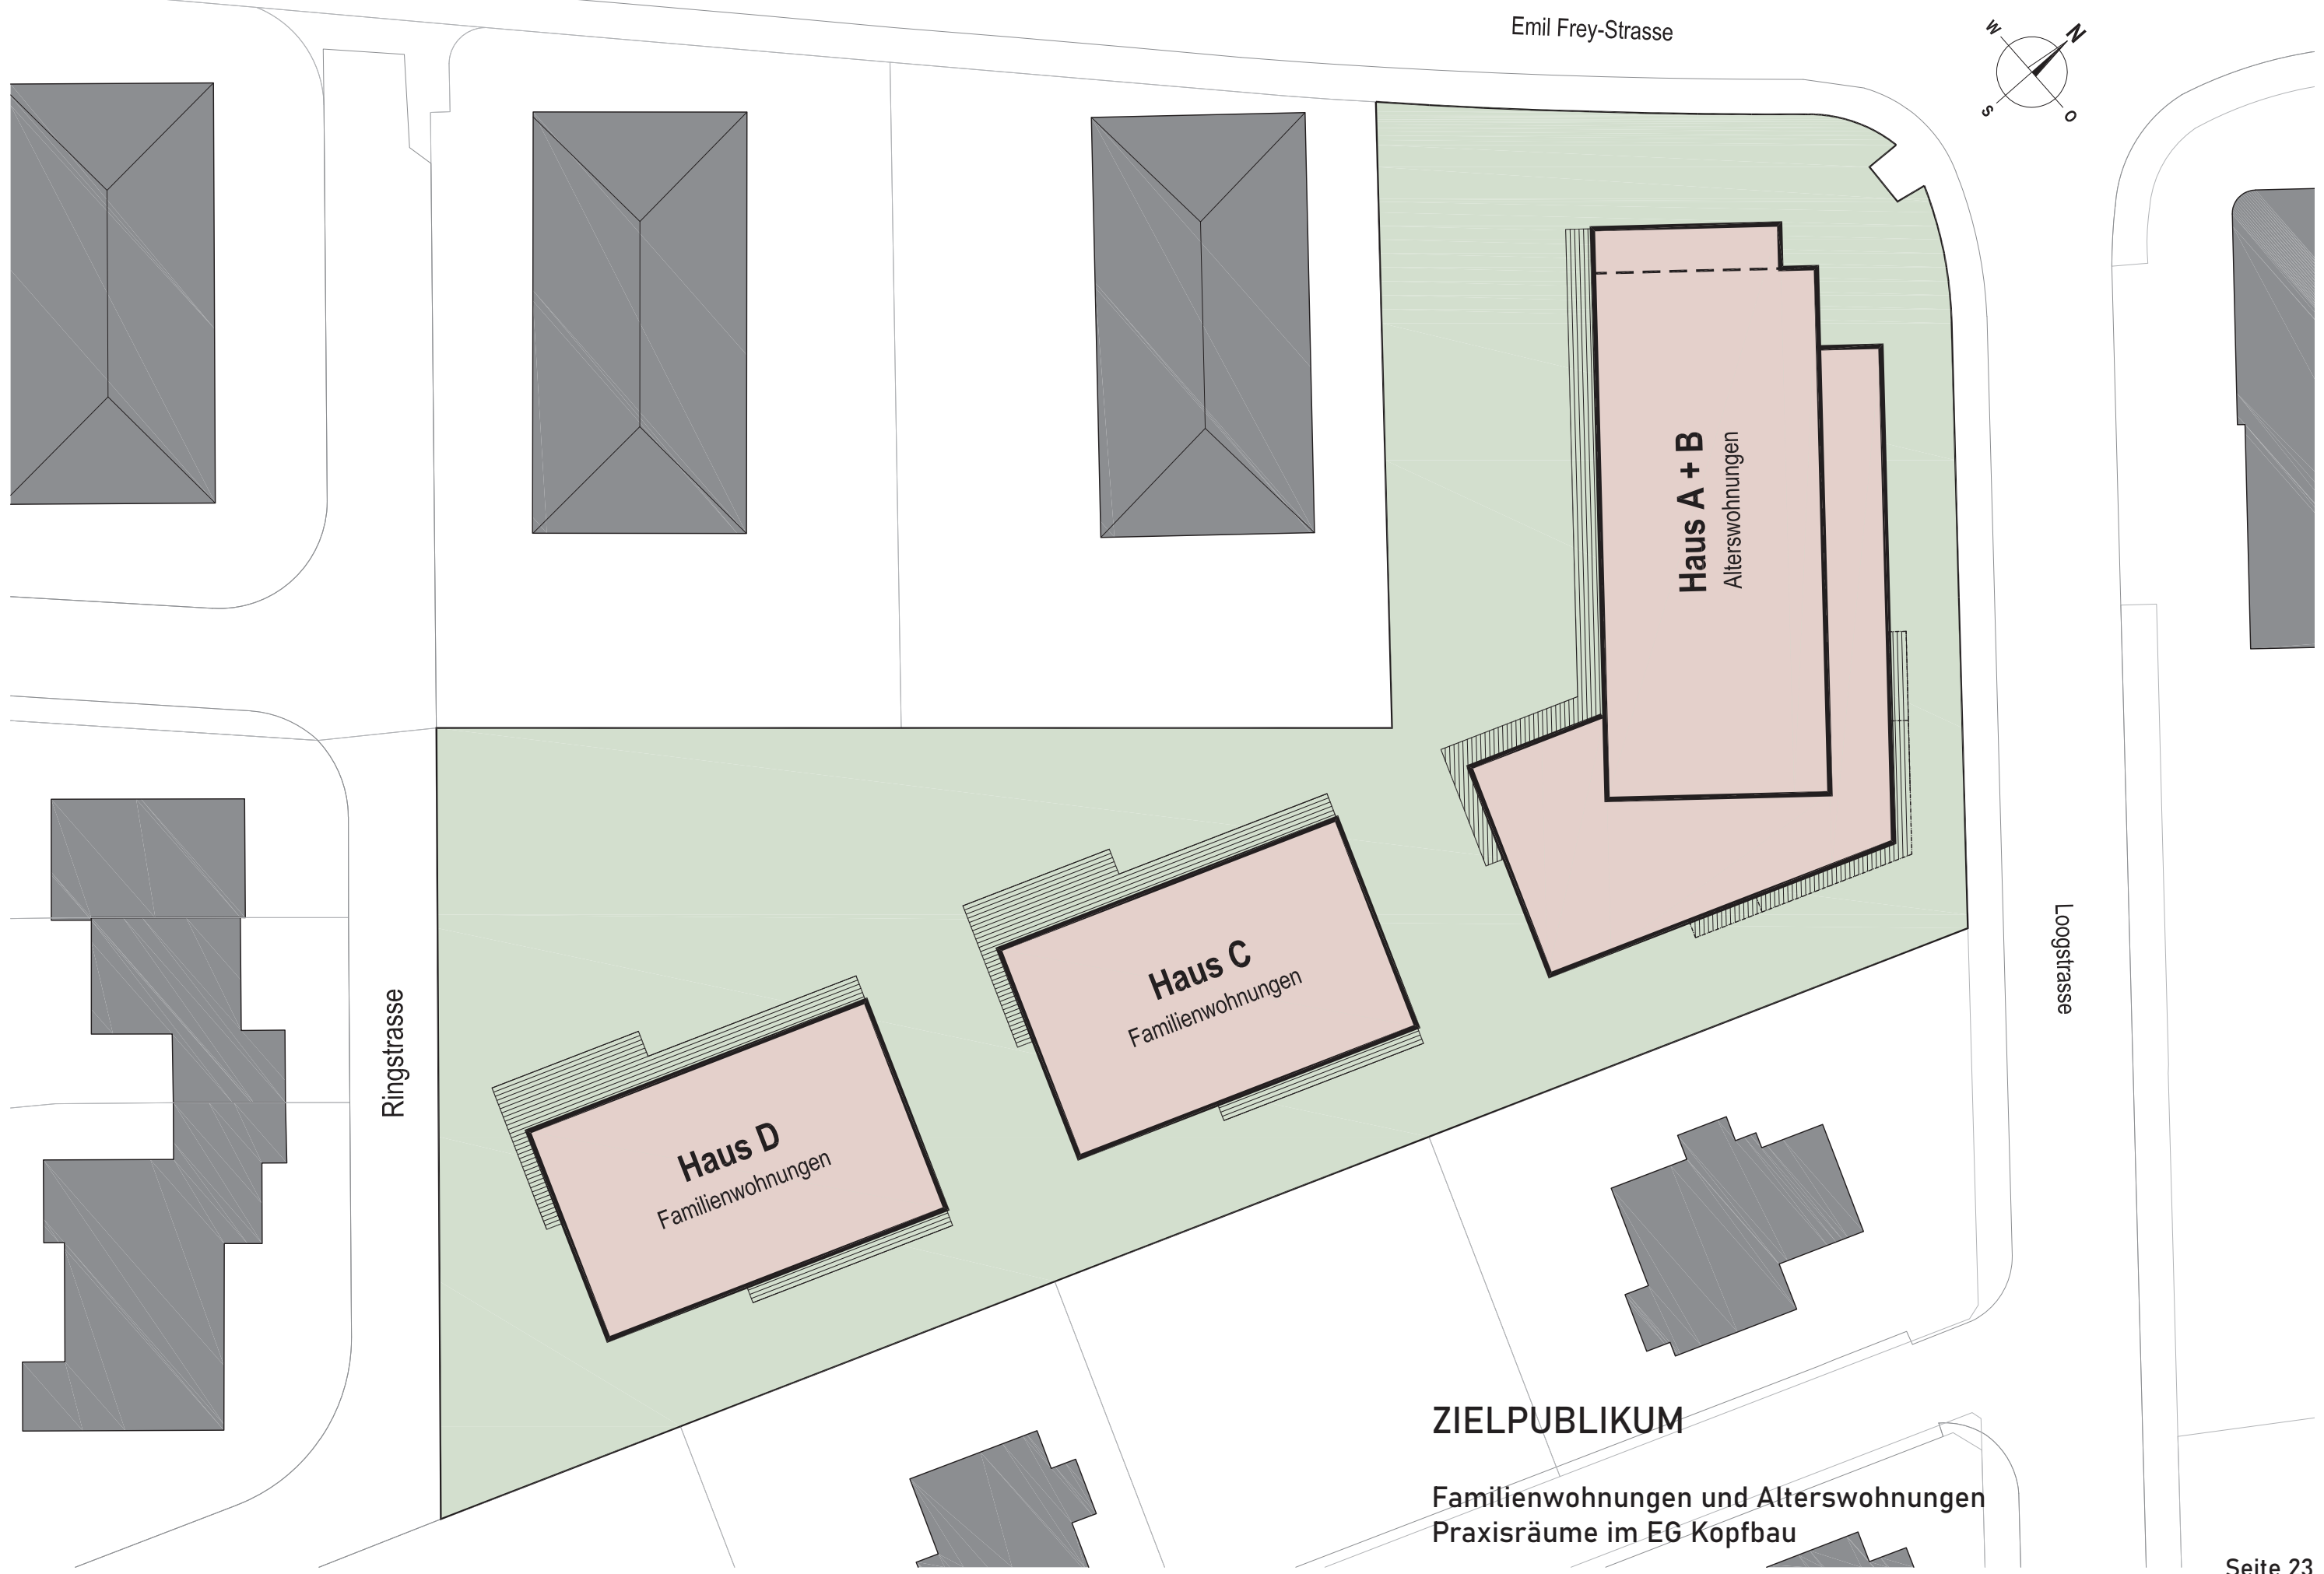 Emil Frey-Strasse
W
N
S
O
Haus A + B
Alterswohnungen
Haus C
Familienwohnungen
Haus D
Familienwohnungen
Ringstrasse
Loogstrasse
ZIELPUBLIKUM
Familienwohnungen und Alterswohnungen
Praxisräume im EG Kopfbau
Seite 23